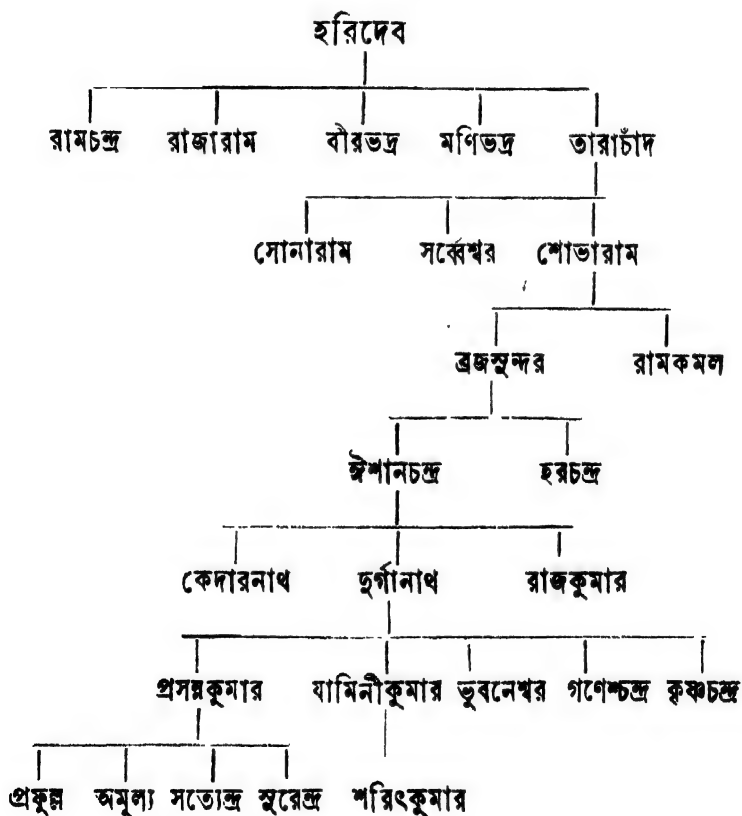 হরিদেব
রামচন্দ্র রাজারাম বীরভদ্র মণিভদ্র তারাচাঁদ
সোনারাম সর্ব্বেশ্বর শোভারাম
ব্রজসুন্দর রামকমল
ঈশানচন্দ্র হরচন্দ্র
কেদারনাথ দুর্গানাথ রাজকুমার
প্রসন্নকুমার যামিনীকুমার ভুবনেশ্বর গণেশচন্দ্র কৃষ্ণচন্দ্র
প্রফুল্ল অমূল্য সত্যেন্দ্র সুরেন্দ্র শরিৎকুমার